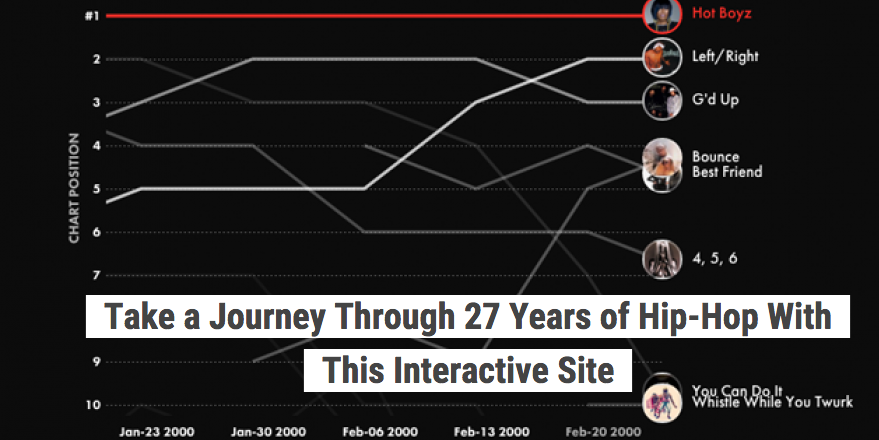 #1
Hot Boyz
2
Left/Right
3
G'd Up
4
Bounce
Best Friend
5
CHART POSITION
6
4, 5, 6
7
Take a Journey Through 27 Years of Hip-Hop With
This Interactive Site
9
You Can Do It
10
Whistle While You Twurk
Jan-23 2000 Jan-30 2000 Feb-06 2000 Feb-13 2000 Feb-20 2000